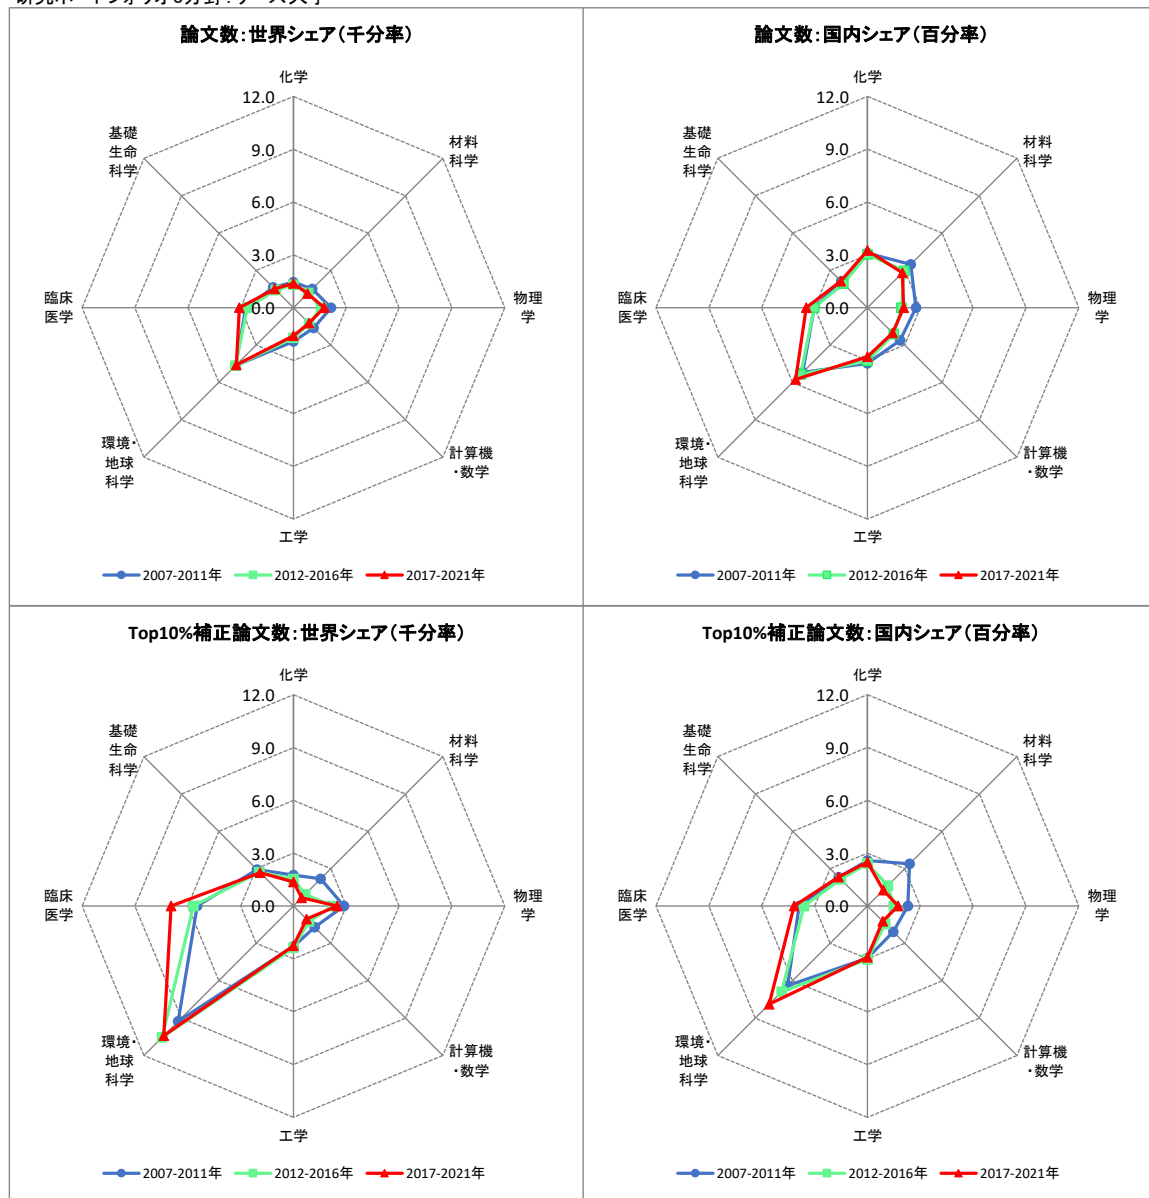 論文数：世界シェア（千分率）
化学
12.0
9.0
6.0
3.0
0.0
材料
科学
物理
学
計算機
・数学
工学
環境・
地球
科学
臨床
医学
基礎
生命
科学
2007-2011年 2012-2016年 2017-2021年
論文数：国内シェア（百分率）
化学
12.0
9.0
6.0
3.0
0.0
材料
科学
物理
学
計算機
・数学
工学
環境・
地球
科学
臨床
医学
基礎
生命
科学
2007-2011年 2012-2016年 2017-2021年
Top10%補正論文数：世界シェア（千分率）
化学
12.0
9.0
6.0
3.0
0.0
材料
科学
物理
学
計算機
・数学
工学
環境・
地球
科学
臨床
医学
基礎
生命
科学
2007-2011年 2012-2016年 2017-2021年
Top10%補正論文数：国内シェア（百分率）
化学
12.0
9.0
6.0
3.0
0.0
材料
科学
物理
学
計算機
・数学
工学
環境・
地球
科学
臨床
医学
基礎
生命
科学
2007-2011年 2012-2016年 2017-2021年